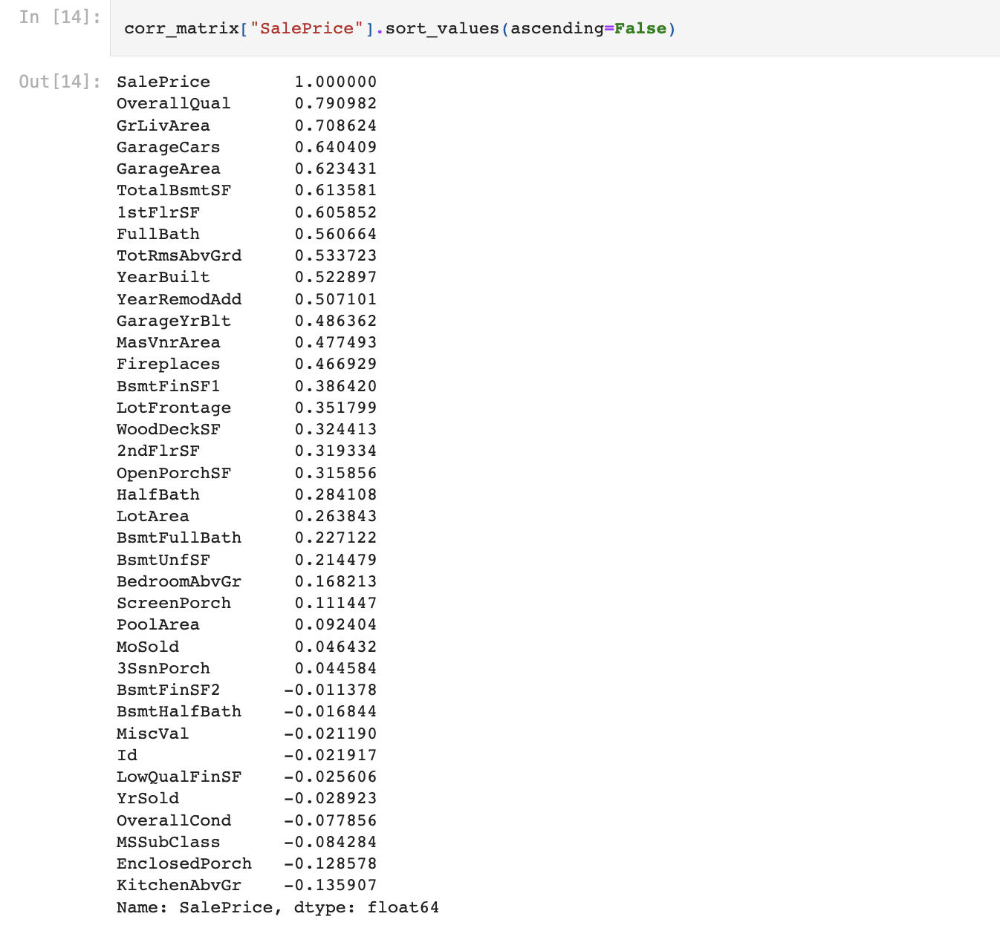 In [14]: corr_matrix["SalePrice"].sort_values(ascending=False)
Out[14]: SalePrice 1.000000
OverallQual 0.790982
GrLivArea 0.708624
GarageCars 0.640409
GarageArea 0.623431
TotalBsmtSF 0.613581
1stFlrSF 0.605852
FullBath 0.560664
TotRmsAbvGrd 0.533723
YearBuilt 0.522897
YearRemodAdd 0.507101
GarageYrBlt 0.486362
MasVnrArea 0.477493
Fireplaces 0.466929
BsmtFinSF1 0.386420
LotFrontage 0.351799
WoodDeckSF 0.324413
2ndFlrSF 0.319334
OpenPorchSF 0.315856
HalfBath 0.284108
LotArea 0.263843
BsmtFullBath 0.227122
BsmtUnfSF 0.214479
BedroomAbvGr 0.168213
ScreenPorch 0.111447
PoolArea 0.092404
MoSold 0.046432
3SsnPorch 0.044584
BsmtFinSF2 -0.011378
BsmtHalfBath -0.016844
MiscVal -0.021190
Id -0.021917
LowQualFinSF -0.025606
YrSold -0.028923
OverallCond -0.077856
MSSubClass -0.084284
EnclosedPorch -0.128578
KitchenAbvGr -0.135907
Name: SalePrice, dtype: float64